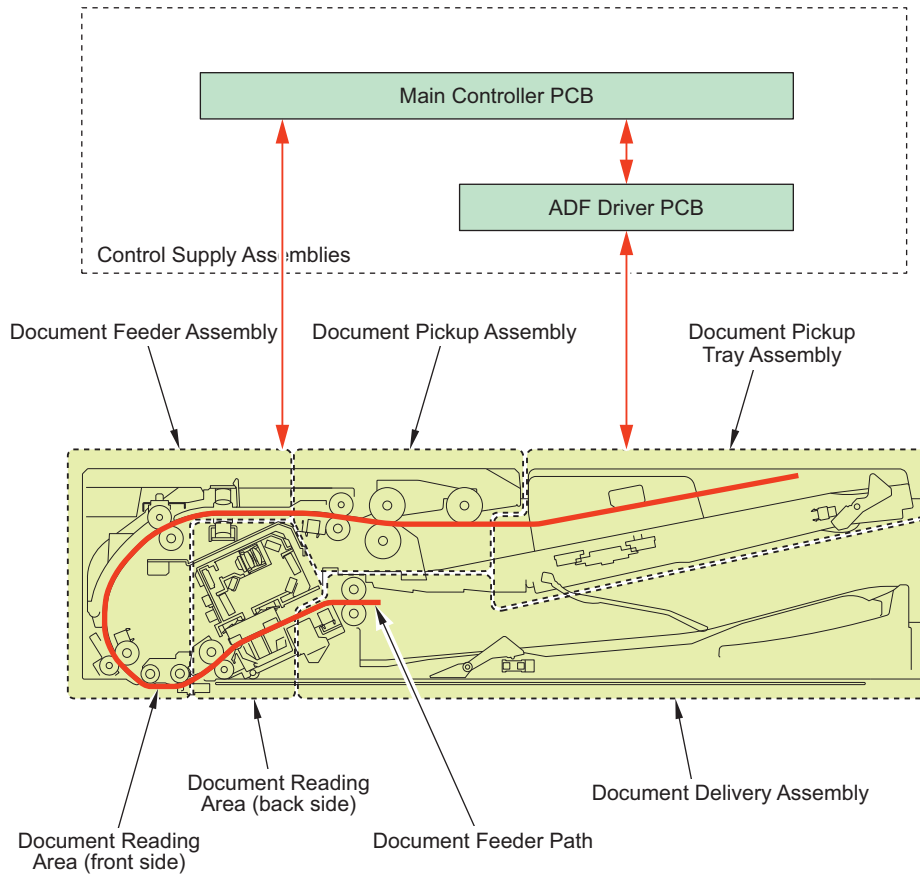 Main Controller PCB
ADF Driver PCB
Control Supply Assemblies
Document Feeder Assembly
Document Pickup Assembly
Document Pickup
Tray Assembly
Document Reading
Area (back side)
Document Delivery Assembly
Document Reading
Area (front side)
Document Feeder Path